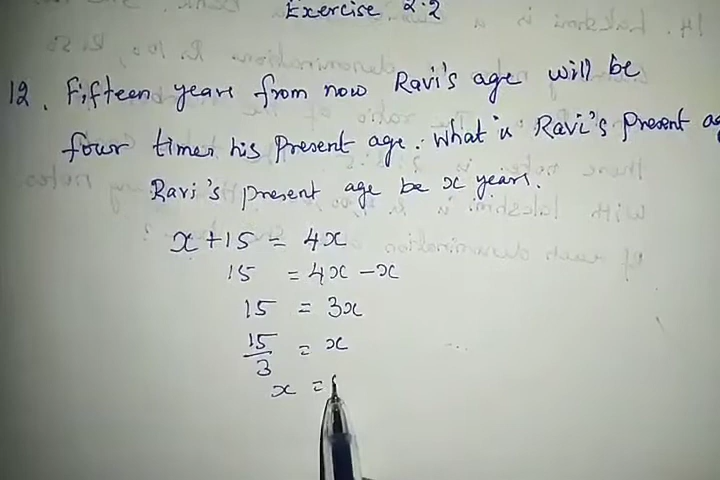 Exercise 2.2
12. Fifteen years from now Ravi's age will be
four times his Present age. What is Ravi's Present ag
Ravi's present age be x years.
x + 15 = 4x
15 = 4x - x
15 = 3x
15/3 = x
x =